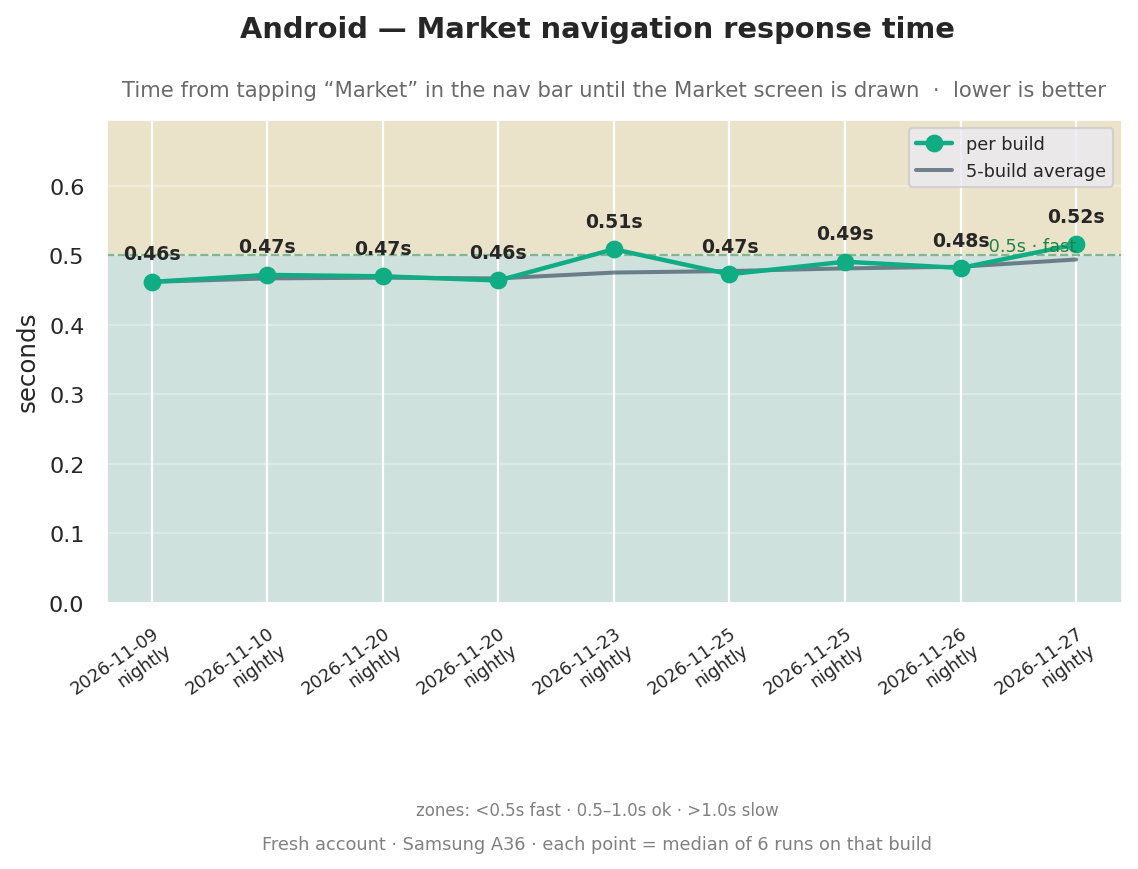 Android — Market navigation response time
Time from tapping “Market” in the nav bar until the Market screen is drawn · lower is better
per build
5-build average
0.6
0.5
0.4
0.3
0.2
0.1
0.0
seconds
0.46s
0.47s
0.47s
0.46s
0.51s
0.47s
0.49s
0.48s
0.52s
0.5s · fast
2026-11-09
nightly
2026-11-10
nightly
2026-11-20
nightly
2026-11-20
nightly
2026-11-23
nightly
2026-11-25
nightly
2026-11-25
nightly
2026-11-26
nightly
2026-11-27
nightly
zones: <0.5s fast · 0.5–1.0s ok · >1.0s slow
Fresh account · Samsung A36 · each point = median of 6 runs on that build